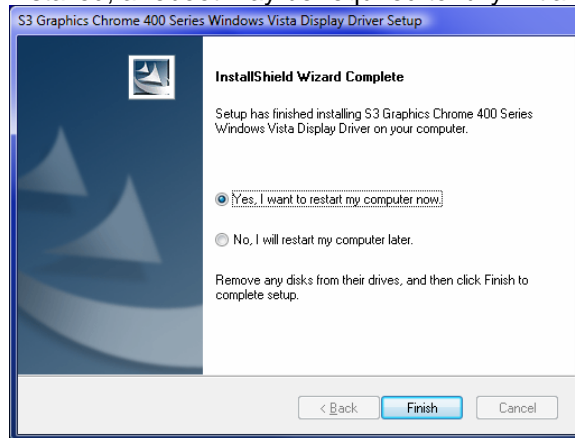 S3 Graphics Chrome 400 Series Windows Vista Display Driver Setup
InstallShield Wizard Complete
Setup has finished installing S3 Graphics Chrome 400 Series
Windows Vista Display Driver on your computer.
Yes, I want to restart my computer now.
No, I will restart my computer later.
Remove any disks from their drives, and then click Finish to
complete setup.
< Back Finish Cancel